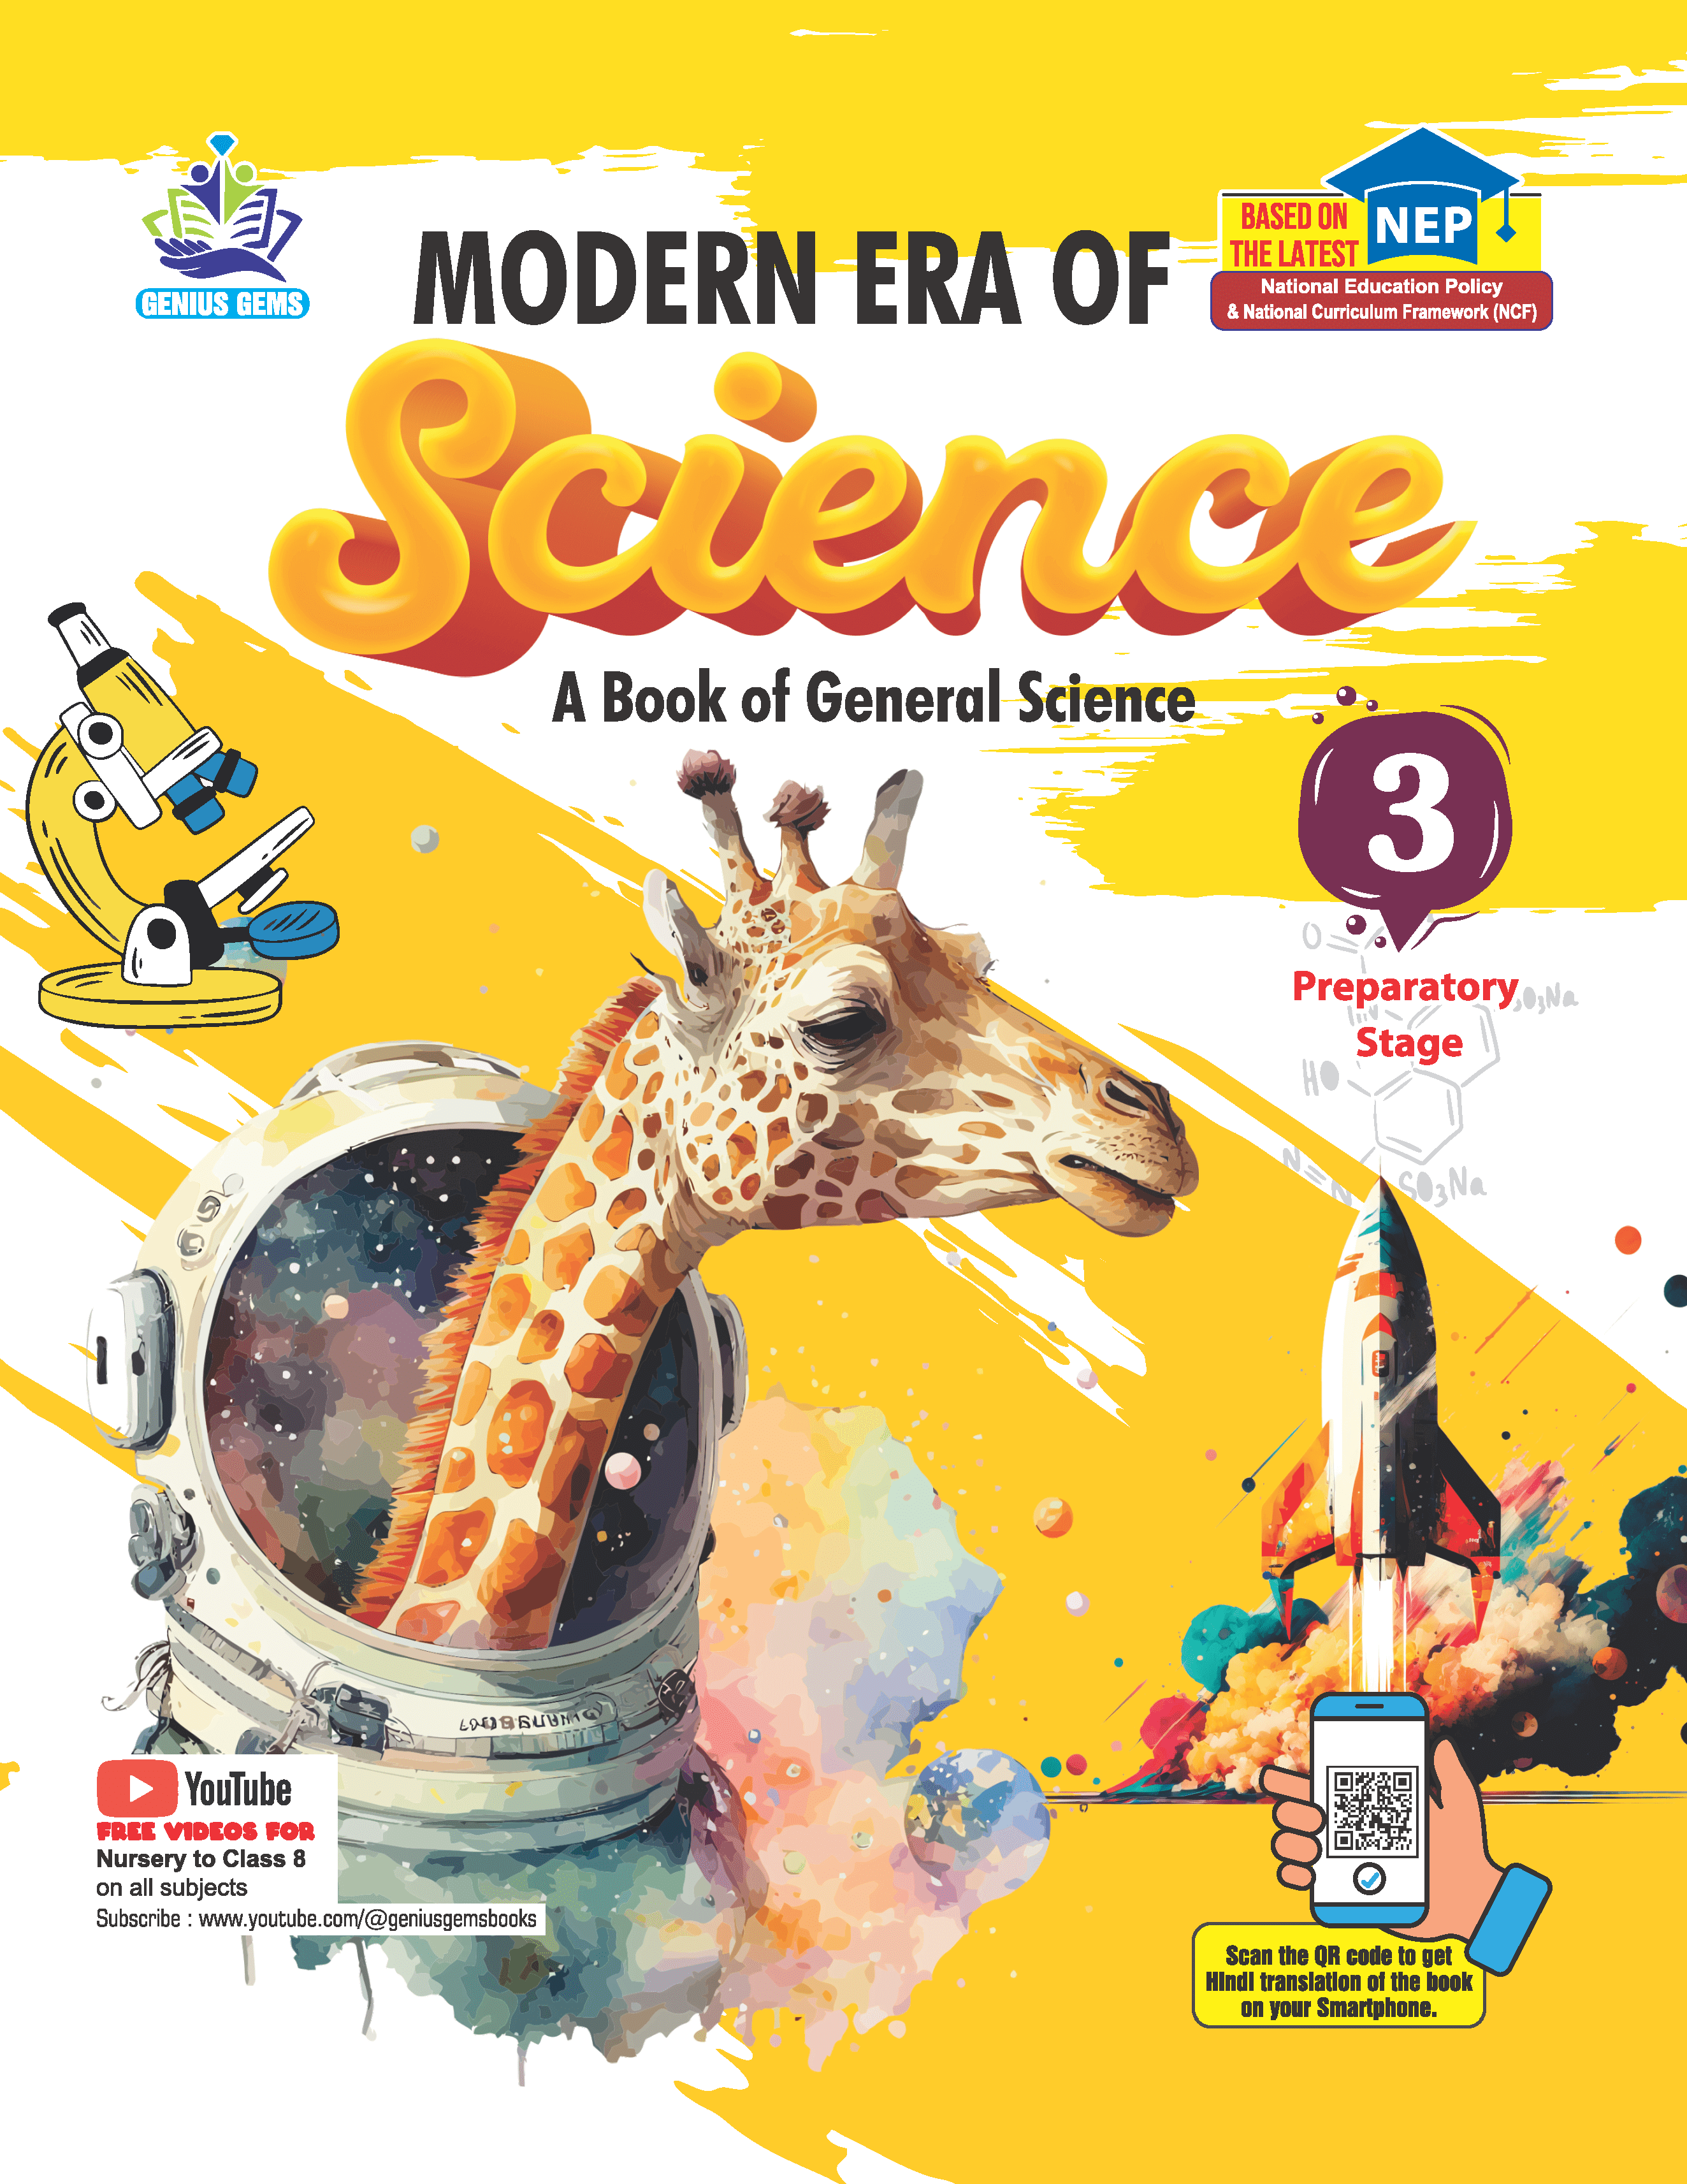 GENIUS GEMS
BASED ON
THE LATEST
NEP
National Education Policy
& National Curriculum Framework (NCF)
MODERN ERA OF
Science
A Book of General Science
3
Preparatory
Stage
O
O3Na
HO
N
N
SO3Na
YouTube
FREE VIDEOS FOR
Nursery to Class 8
on all subjects
Subscribe : www.youtube.com/@geniusgemsbooks
Scan the QR code to get
Hindi translation of the book
on your Smartphone.